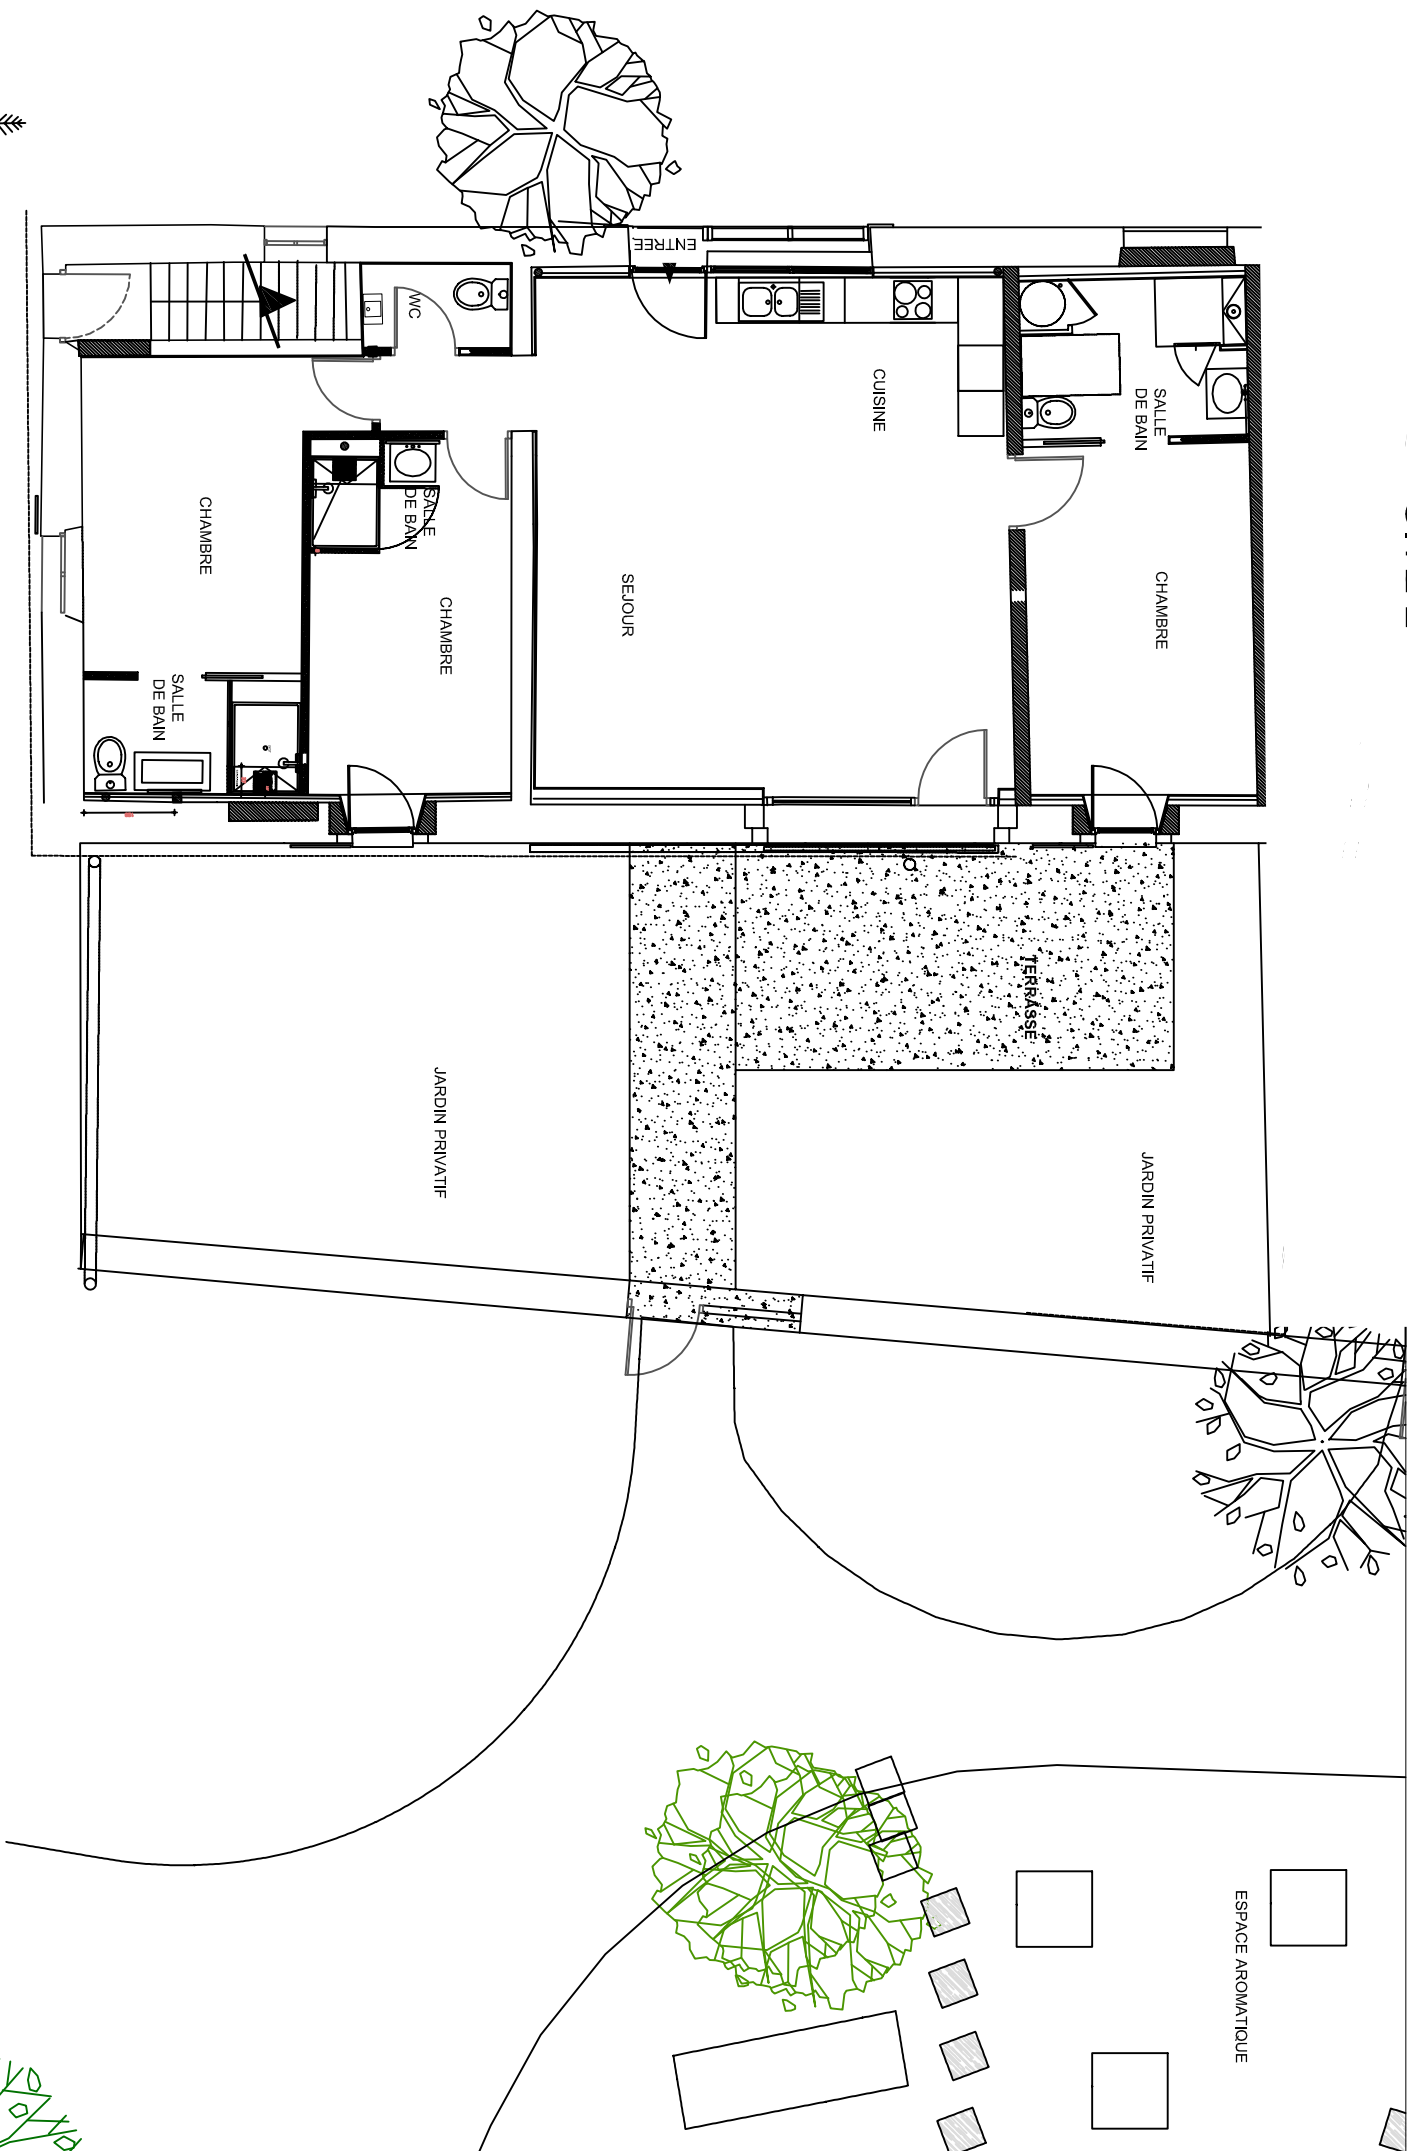 ENTREE
WC
CUISINE
SALLE
DE BAIN
CHAMBRE
SALLE
DE BAIN
SEJOUR
CHAMBRE
CHAMBRE
SALLE
DE BAIN
TERRASSE
JARDIN PRIVATIF
JARDIN PRIVATIF
ESPACE AROMATIQUE